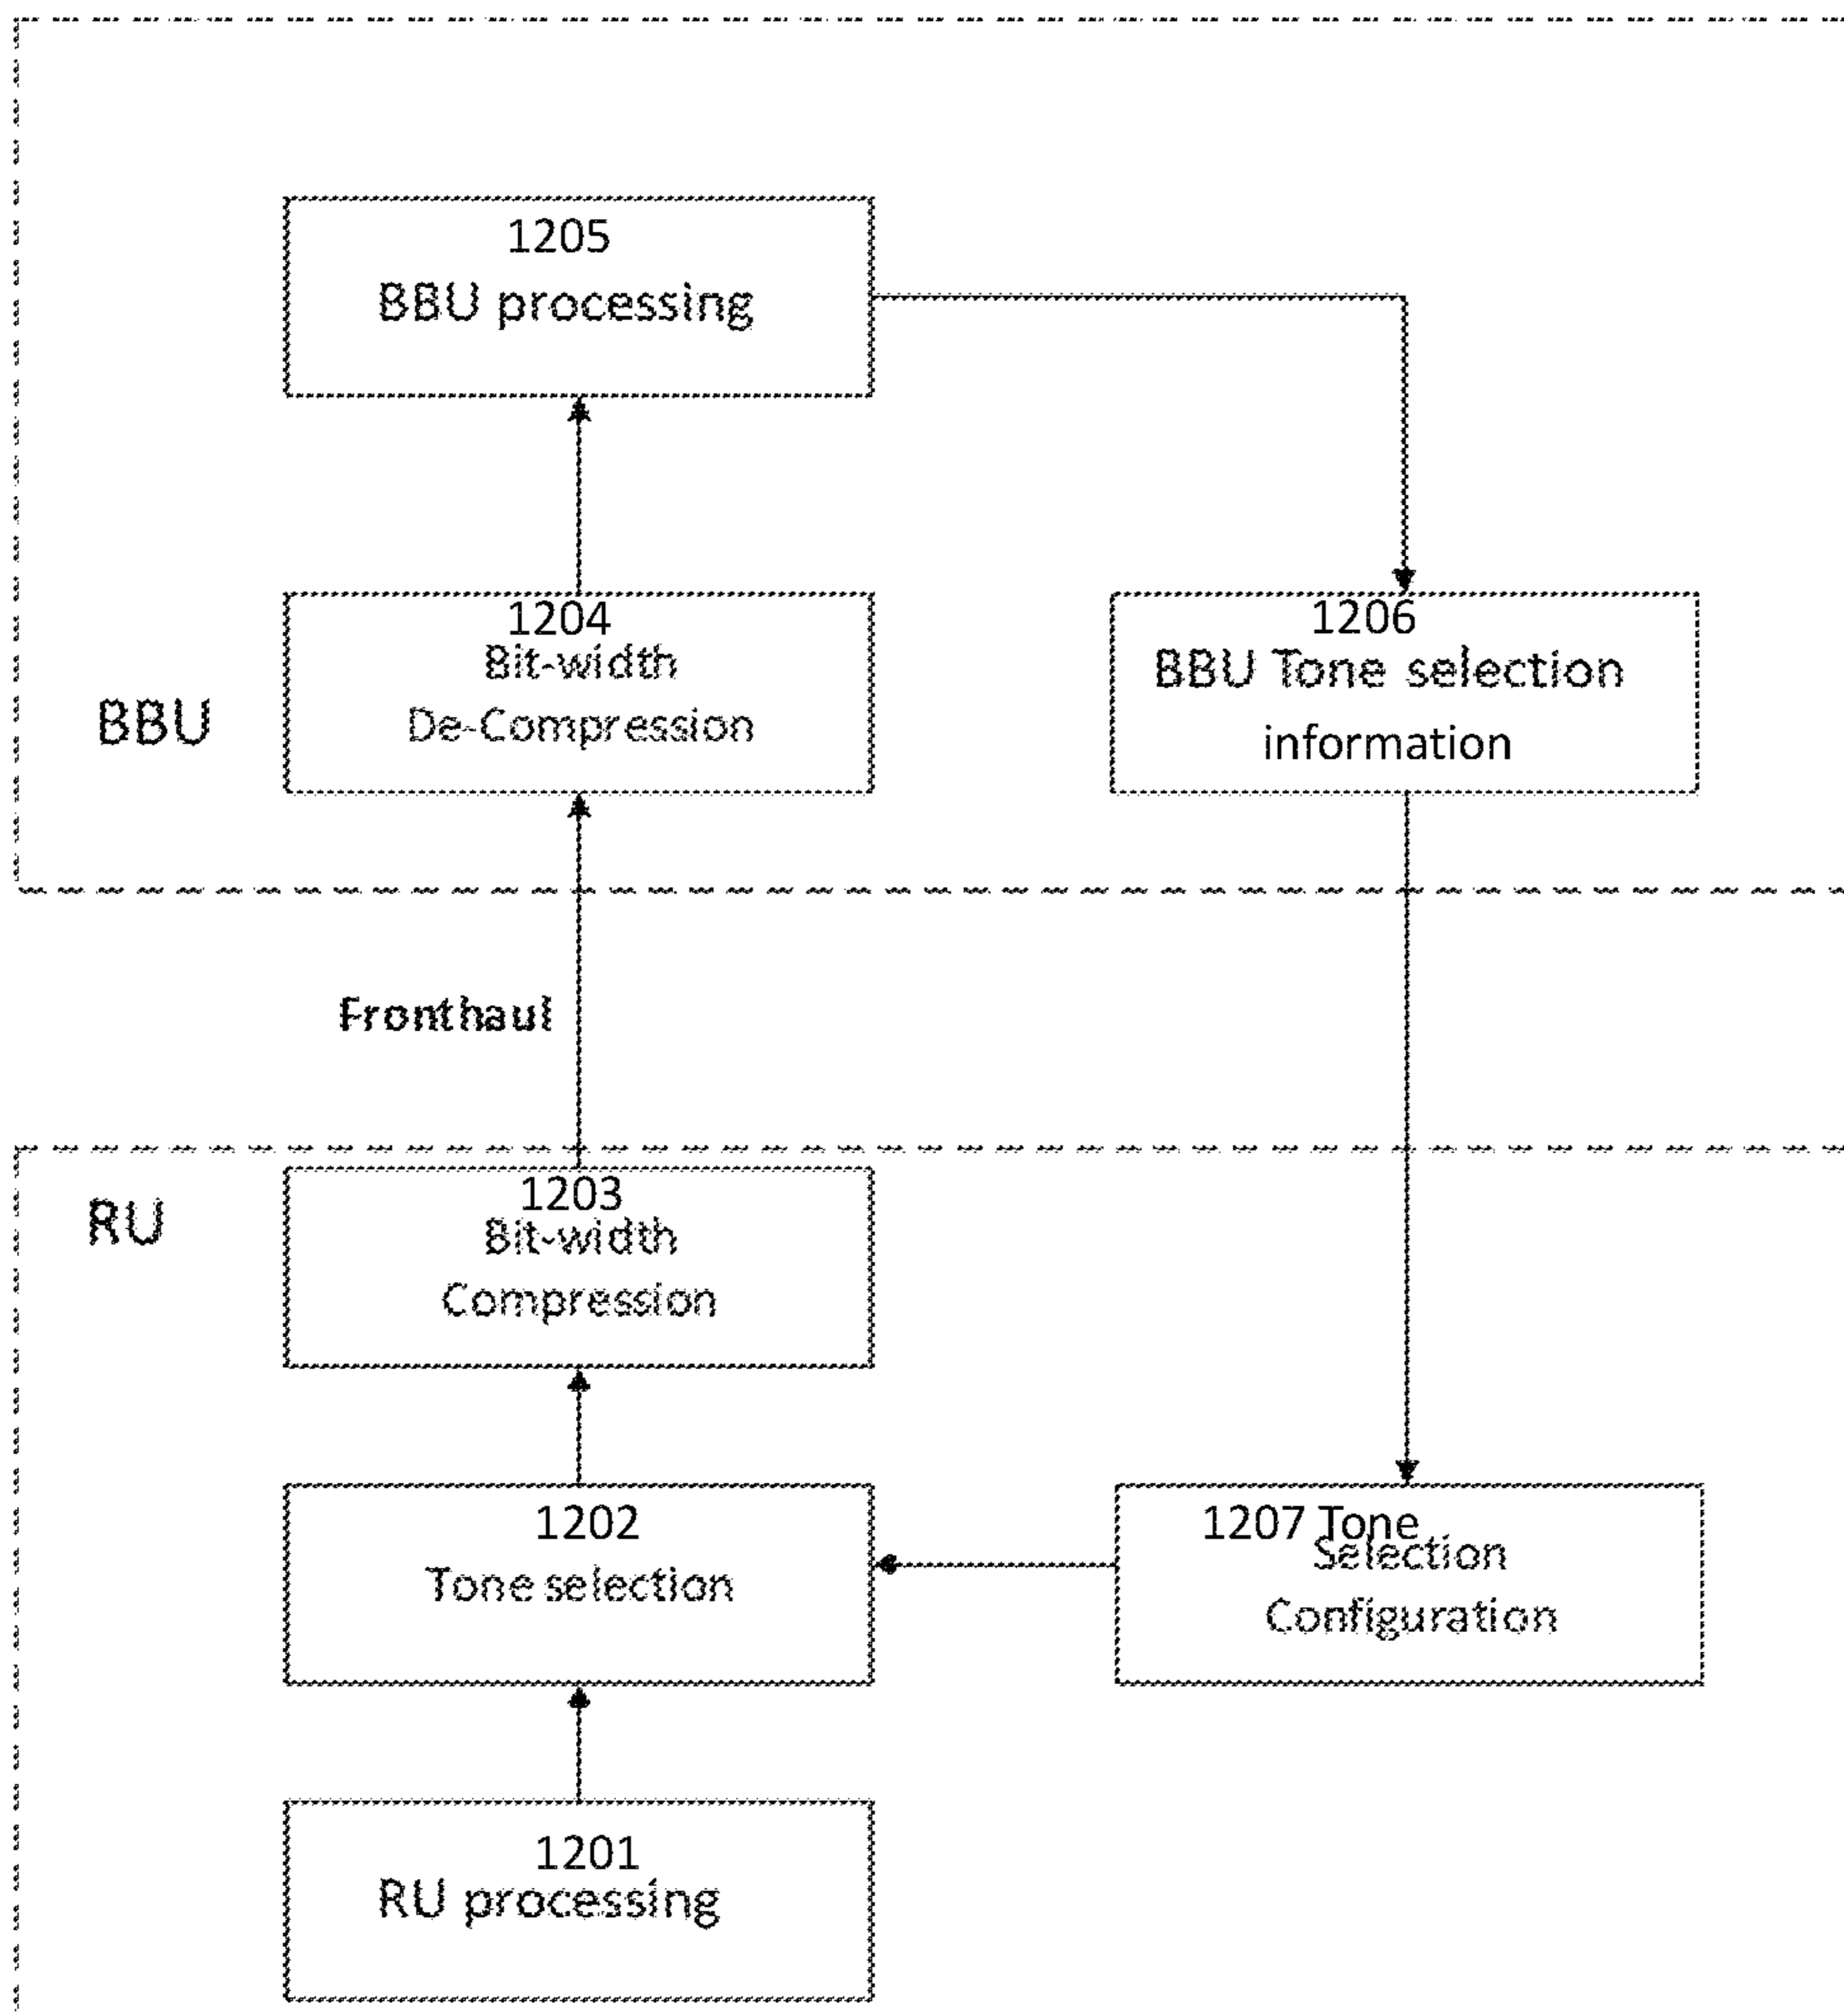 1205
BBU processing
1204
Bit-width
De-Compression
1206
BBU Tone selection
information
BBU
Fronthaul
RU
1203
Bit-width
Compression
1202
Tone selection
1207 Tone
Selection
Configuration
1201
RU processing